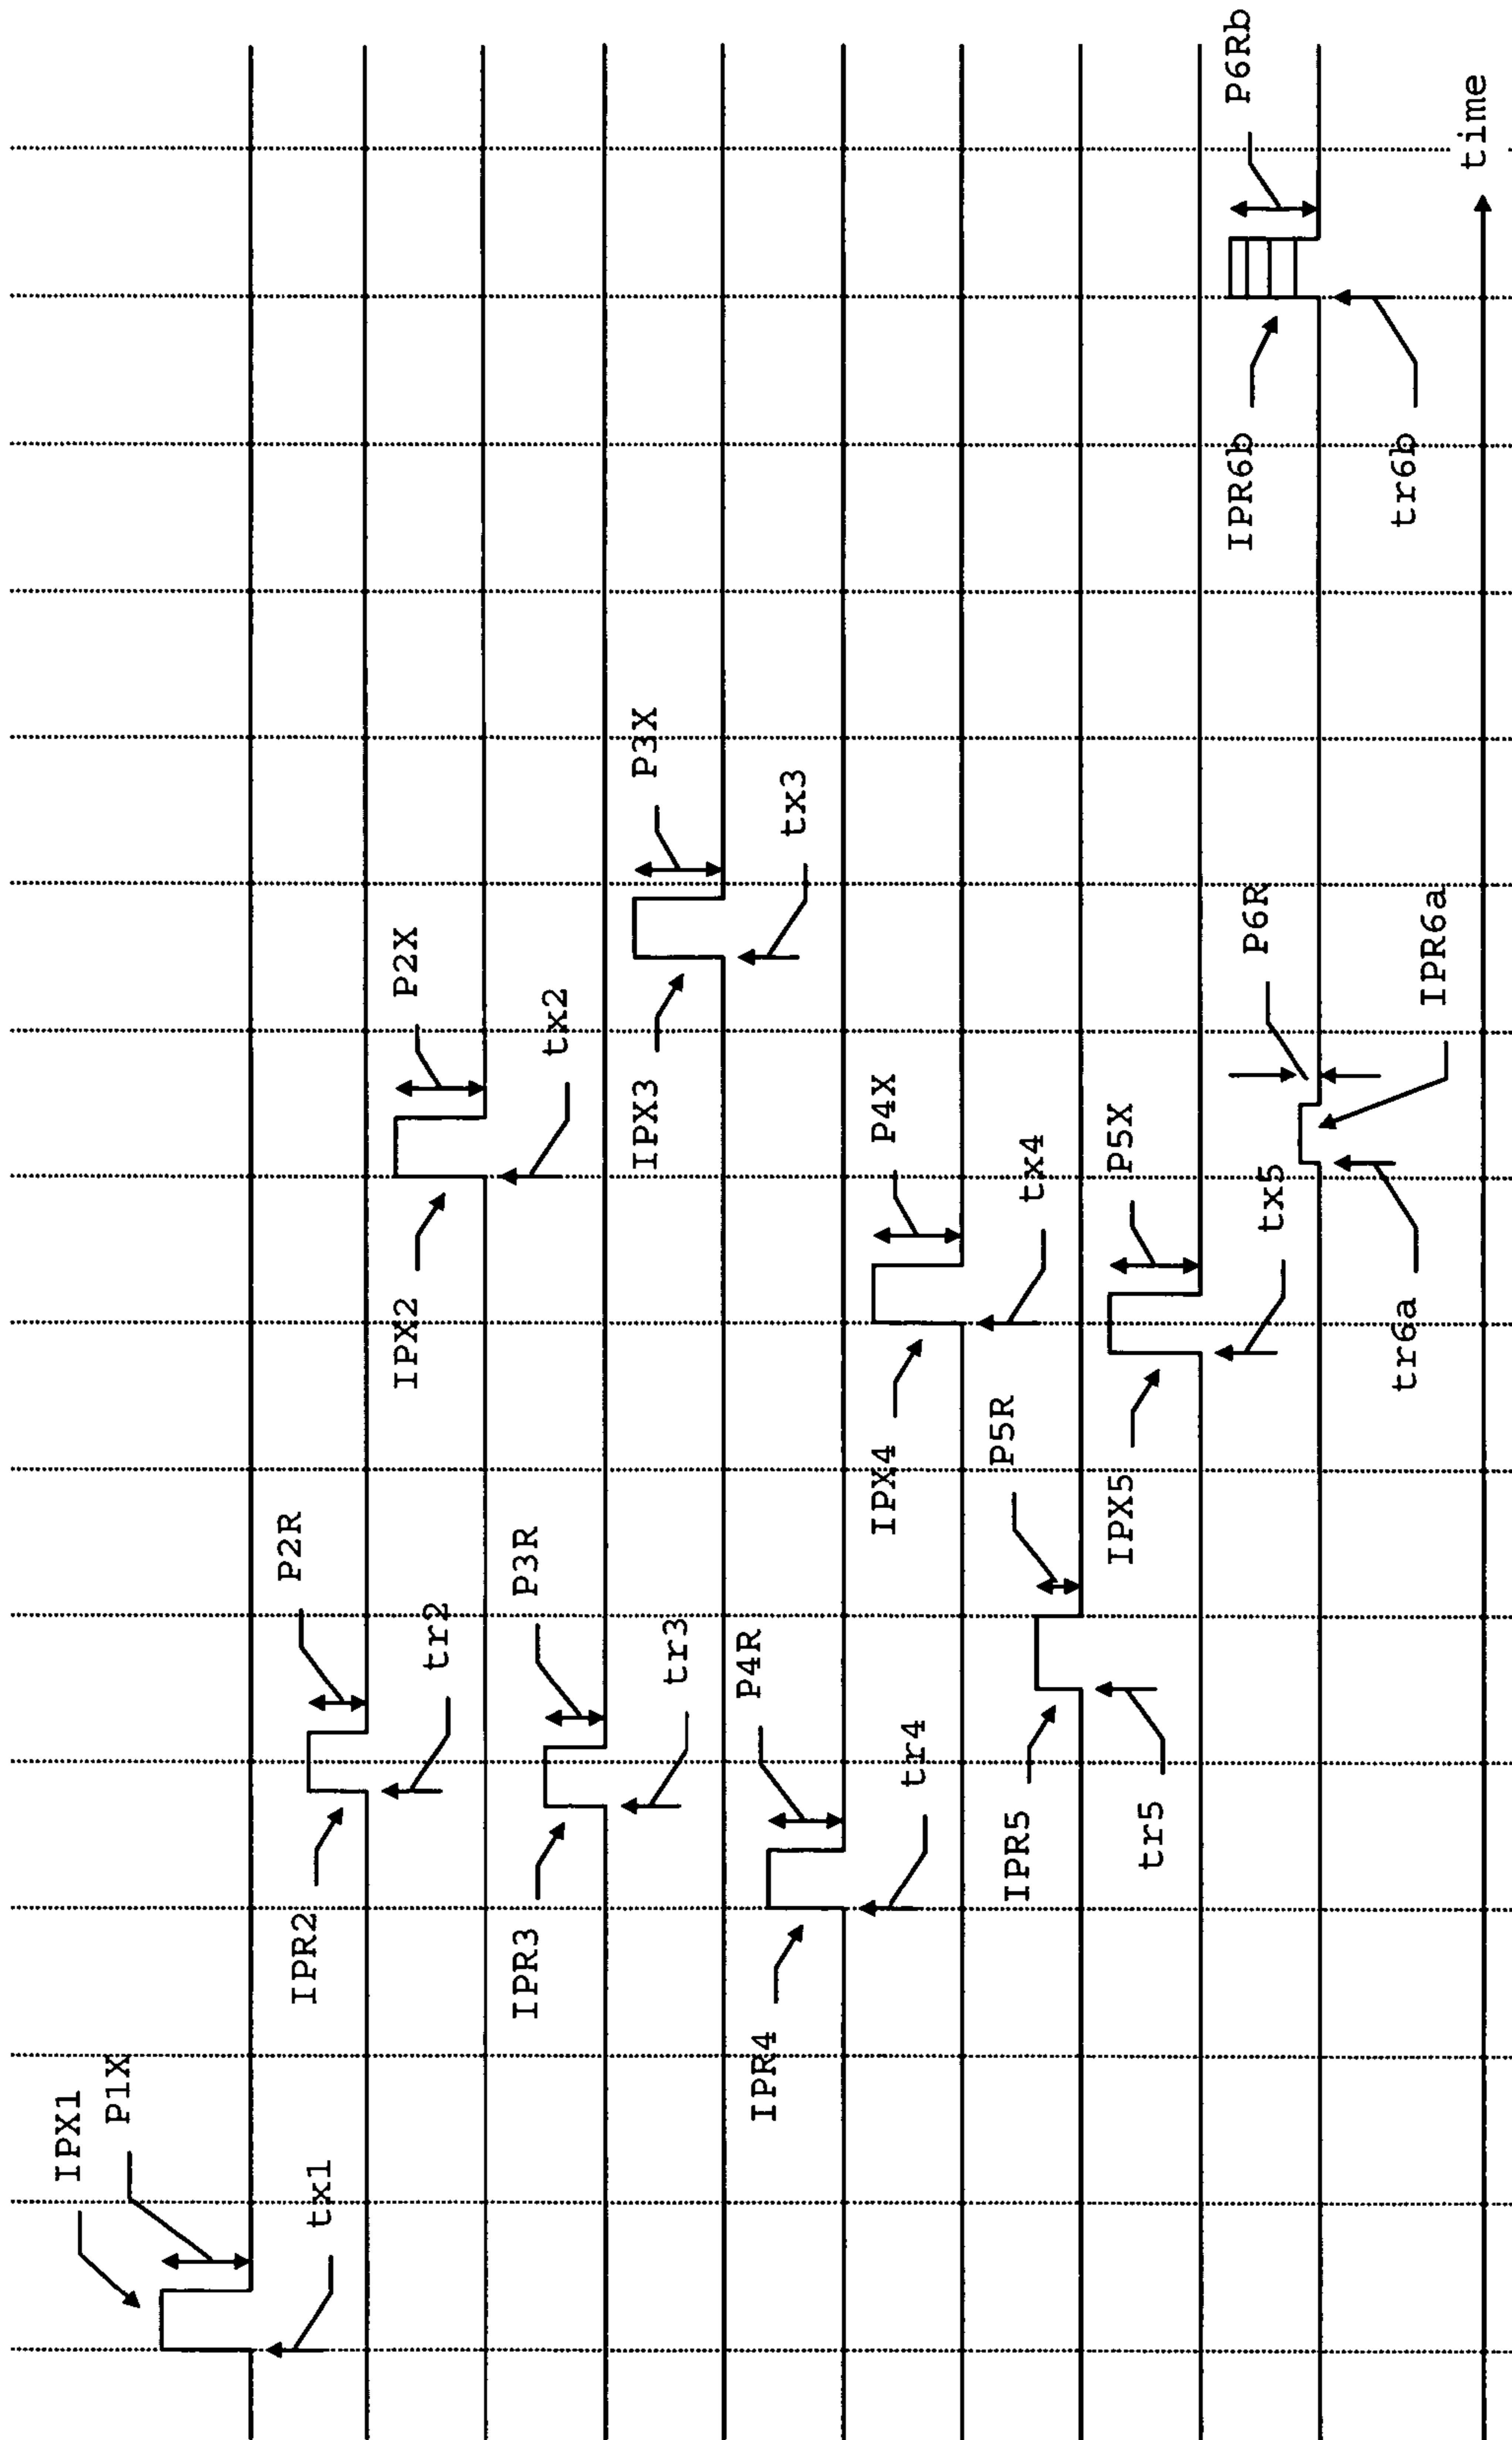 IPX1
P1X
tx1
IPR2
P2R
tr2
IPX2
P2X
tx2
IPR3
P3R
tr3
IPX3
P3X
tx3
IPR4
P4R
tr4
IPX4
P4X
tx4
IPR5
P5R
tr5
IPX5
P5X
tx5
P6R
IPR6a
tr6a
IPR6b
P6Rb
tr6b
time